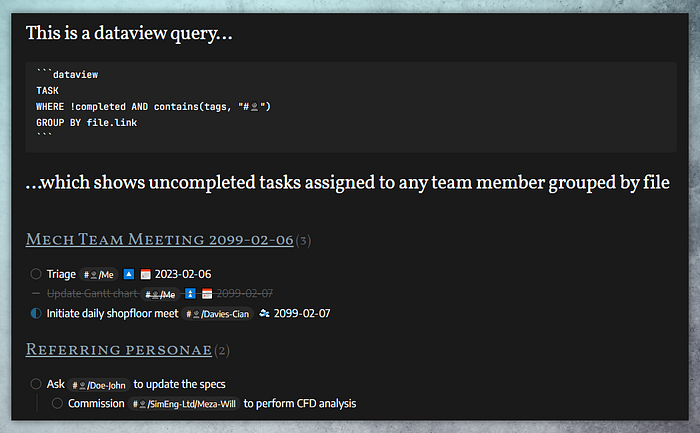 This is a dataview query...
```dataview
TASK
WHERE !completed AND contains(tags, "#👤")
GROUP BY file.link
```
...which shows uncompleted tasks assigned to any team member grouped by file
Mech Team Meeting 2099-02-06 (3)
Triage #👤/Me 🔼 📅 2023-02-06
Update Gantt chart #👤/Me ⏫ 📅 2099-02-07
Initiate daily shopfloor meet #👤/Davies-Cian 🛫 2099-02-07
Referring personae (2)
Ask #👤/Doe-John to update the specs
Commission #👤/SimEng-Ltd/Meza-Will to perform CFD analysis